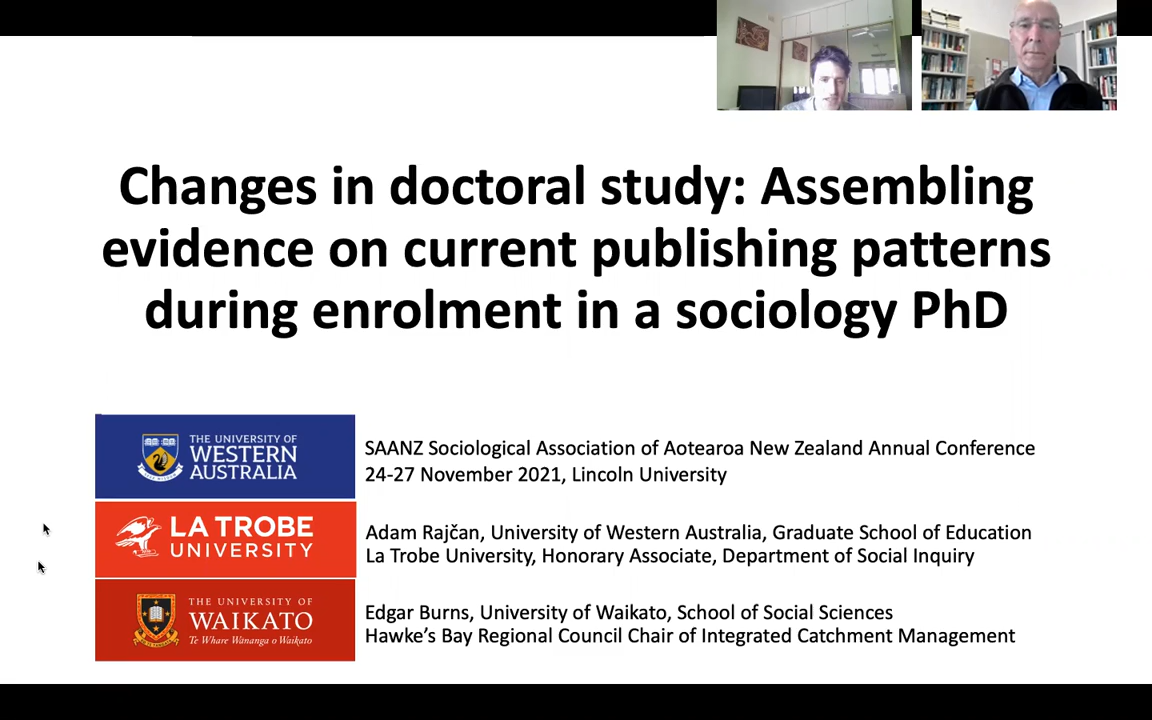 Changes in doctoral study: Assembling
evidence on current publishing patterns
during enrolment in a sociology PhD
THE UNIVERSITY OF
WESTERN
AUSTRALIA
SAANZ Sociological Association of Aotearoa New Zealand Annual Conference
24-27 November 2021, Lincoln University
LA TROBE
UNIVERSITY
Adam Rajčan, University of Western Australia, Graduate School of Education
La Trobe University, Honorary Associate, Department of Social Inquiry
THE UNIVERSITY OF
WAIKATO
Te Whare Wananga o Waikato
Edgar Burns, University of Waikato, School of Social Sciences
Hawke's Bay Regional Council Chair of Integrated Catchment Management